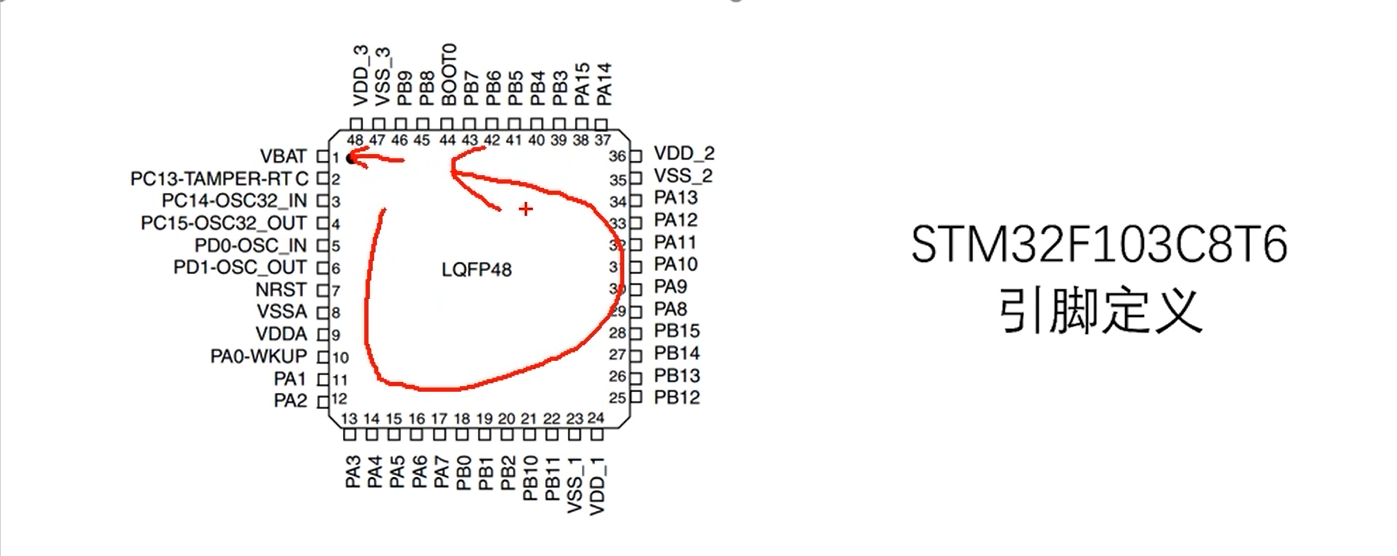 VDD_3
VSS_3
PB9
PB8
BOOT0
PB7
PB6
PB5
PB4
PB3
PA15
PA14
48 47 46 45 44 43 42 41 40 39 38 37
VBAT 1
PC13-TAMPER-RTC 2
PC14-OSC32_IN 3
PC15-OSC32_OUT 4
PD0-OSC_IN 5
PD1-OSC_OUT 6
NRST 7
VSSA 8
VDDA 9
PA0-WKUP 10
PA1 11
PA2 12
LQFP48
36 VDD_2
35 VSS_2
34 PA13
33 PA12
32 PA11
31 PA10
30 PA9
29 PA8
28 PB15
27 PB14
26 PB13
25 PB12
13 14 15 16 17 18 19 20 21 22 23 24
PA3
PA4
PA5
PA6
PA7
PB0
PB1
PB2
PB10
PB11
VSS_1
VDD_1
STM32F103C8T6
引脚定义